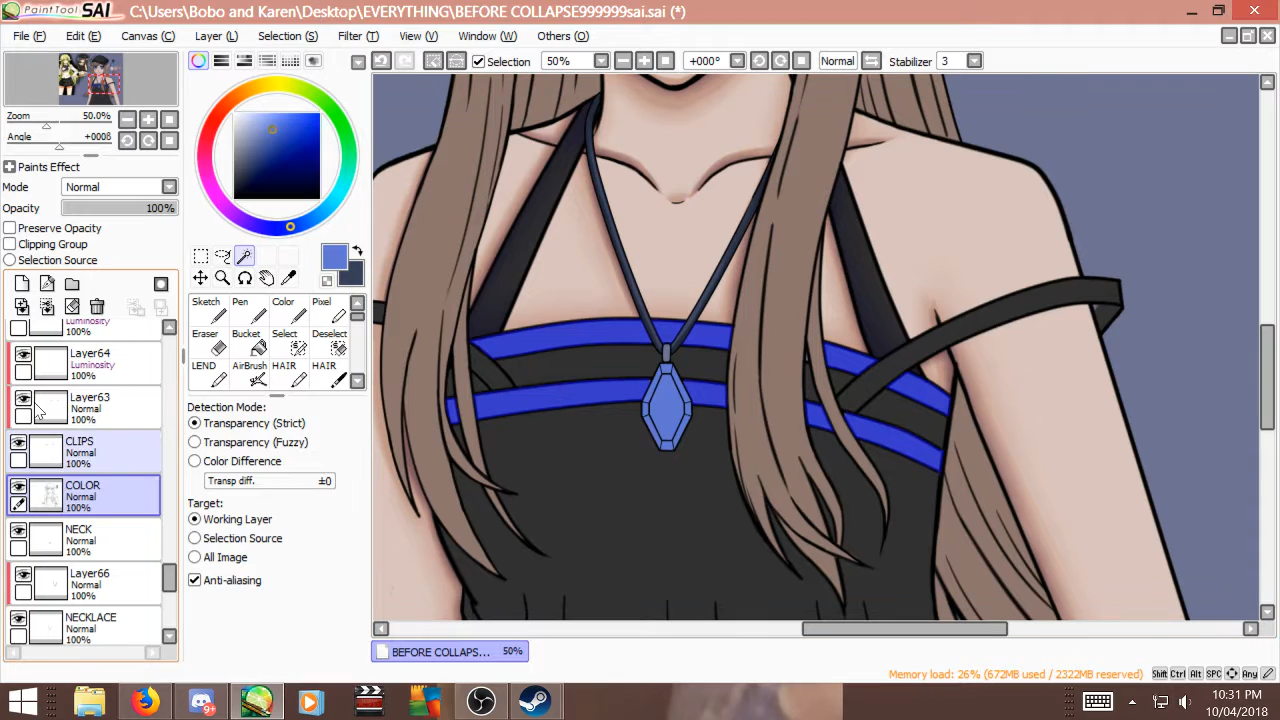 PaintTool SAI C:\Users\Bobo and Karen\Desktop\EVERYTHING\BEFORE COLLAPSE999999sai.sai (*)
File (F) Edit (E) Canvas (C) Layer (L) Selection (S) Filter (T) View (V) Window (W) Others (O)
Selection 50% +000° Normal Stabilizer 3
Zoom 50.0%
Angle +000ß
Paints Effect
Mode Normal
Opacity 100%
Preserve Opacity
Clipping Group
Selection Source
Luminosity
100%
Layer64
Luminosity
100%
Layer63
Normal
100%
CLIPS
Normal
100%
COLOR
Normal
100%
NECK
Normal
100%
Layer66
Normal
100%
NECKLACE
Normal
100%
Sketch Pen Color Pixel
Eraser Bucket Select Deselect
LEND AirBrush HAIR HAIR
Detection Mode:
Transparency (Strict)
Transparency (Fuzzy)
Color Difference
Transp diff. ±0
Target:
Working Layer
Selection Source
All Image
Anti-aliasing
BEFORE COLLAPS... 50%
Memory load: 26% (672MB used / 2322MB reserved) Shift Ctrl Alt SPC Any
9+
10:31 PM
10/04/2018